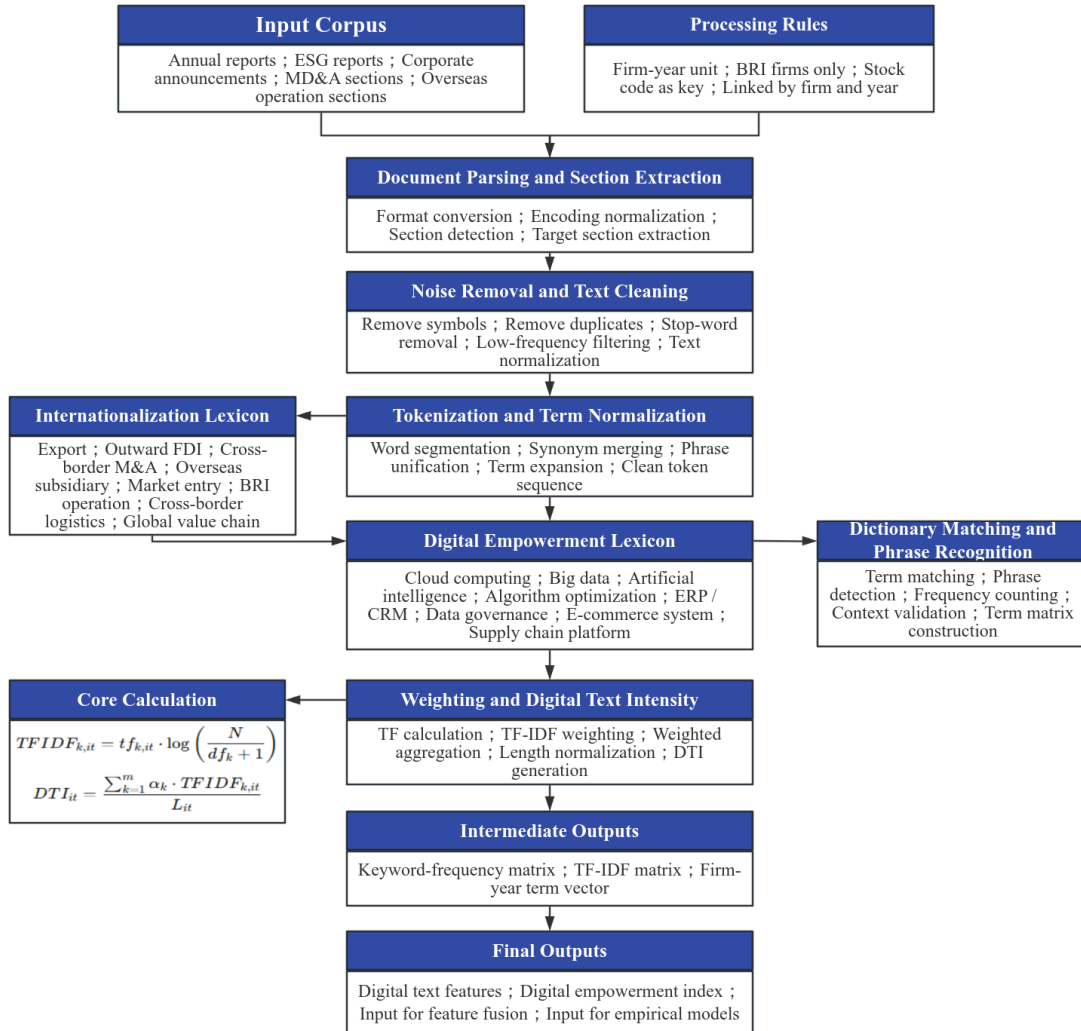 Input Corpus
Annual reports；ESG reports；Corporate
announcements；MD&A sections；Overseas
operation sections
Processing Rules
Firm-year unit；BRI firms only；Stock
code as key；Linked by firm and year
Document Parsing and Section Extraction
Format conversion；Encoding normalization；
Section detection；Target section extraction
Noise Removal and Text Cleaning
Remove symbols；Remove duplicates；Stop-word
removal；Low-frequency filtering；Text
normalization
Internationalization Lexicon
Export；Outward FDI；Cross-
border M&A；Overseas
subsidiary；Market entry；BRI
operation；Cross-border
logistics；Global value chain
Tokenization and Term Normalization
Word segmentation；Synonym merging；Phrase
unification；Term expansion；Clean token
sequence
Digital Empowerment Lexicon
Cloud computing；Big data；Artificial
intelligence；Algorithm optimization；ERP /
CRM；Data governance；E-commerce system；
Supply chain platform
Dictionary Matching and
Phrase Recognition
Term matching；Phrase
detection；Frequency counting；
Context validation；Term matrix
construction
Core Calculation
$TFIDF_{k,it} = tf_{k,it} \cdot \log\left(\frac{N}{df_k + 1}\right)$
$DTI_{it} = \frac{\sum_{k=1}^{m} \alpha_k \cdot TFIDF_{k,it}}{L_{it}}$
Weighting and Digital Text Intensity
TF calculation；TF-IDF weighting；Weighted
aggregation；Length normalization；DTI
generation
Intermediate Outputs
Keyword-frequency matrix；TF-IDF matrix；Firm-
year term vector
Final Outputs
Digital text features；Digital empowerment index；
Input for feature fusion；Input for empirical models